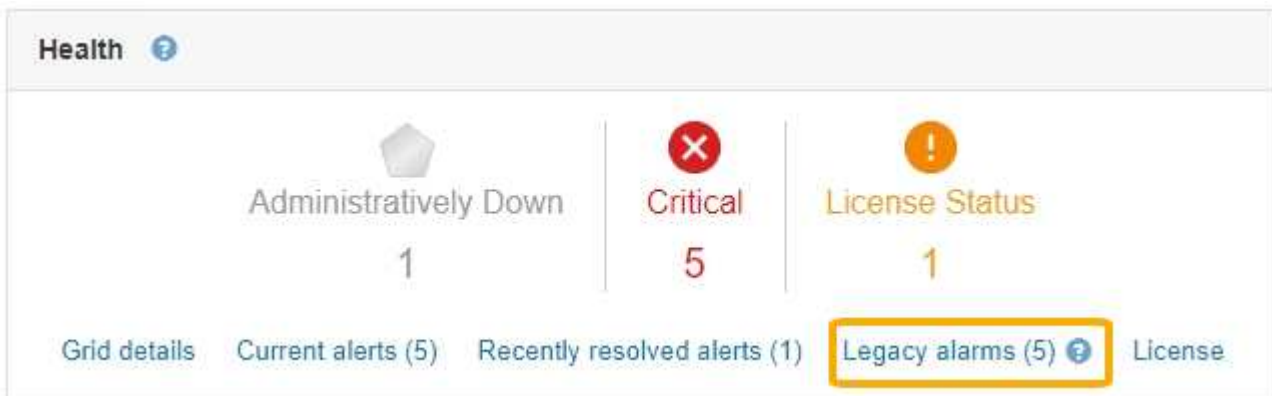 Health ?
Administratively Down Critical License Status
1 5 1
Grid details Current alerts (5) Recently resolved alerts (1) Legacy alarms (5) ? License